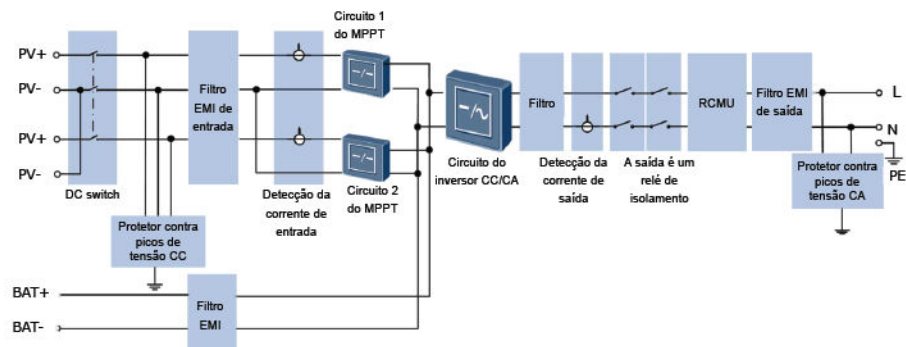 PV+
PV-
PV+
PV-
DC switch
Protetor contra
picos de
tensão CC
Filtro
EMI de
entrada
Detecção da
corrente de
entrada
Circuito 1
do MPPT
Circuito 2
do MPPT
BAT+
BAT-
Filtro
EMI
Circuito do
inversor CC/CA
Filtro
Detecção da
corrente de
saída
A saída é um
relé de
isolamento
RCMU
Filtro EMI
de saída
Protetor contra
picos de
tensão CA
L
N
PE